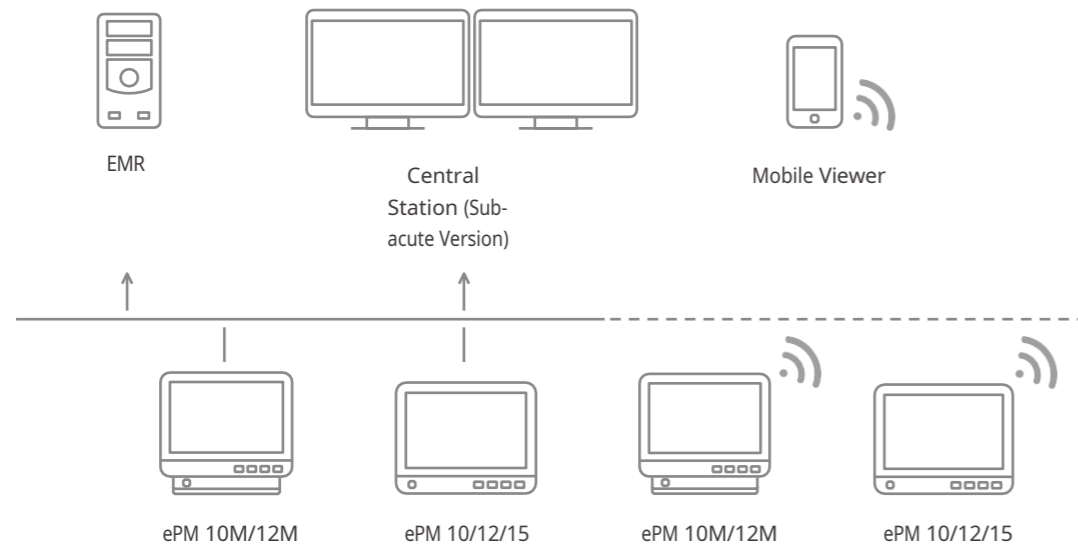 EMR
Central
Station (Sub-
acute Version)
Mobile Viewer
ePM 10M/12M
ePM 10/12/15
ePM 10M/12M
ePM 10/12/15